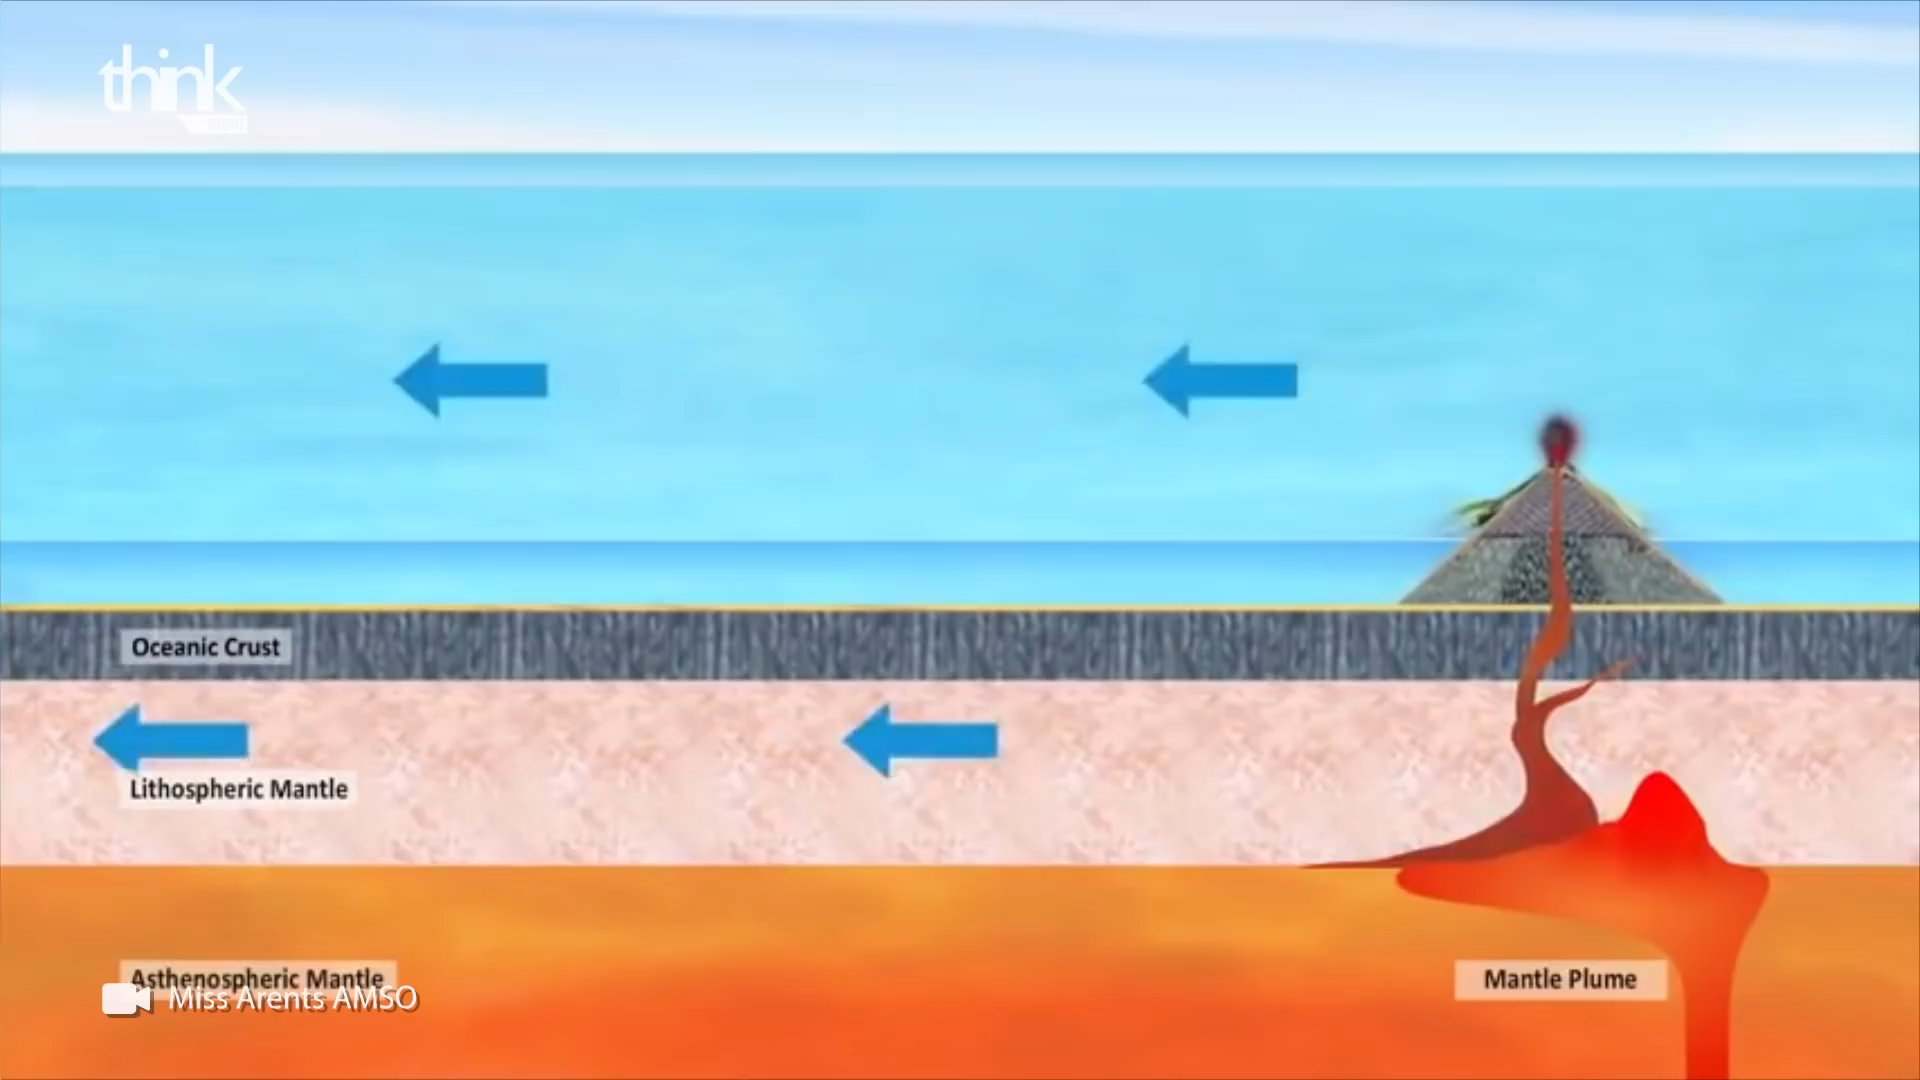 think
Oceanic Crust
Lithospheric Mantle
Asthenospheric Mantle
Miss Arents AMSO
Mantle Plume